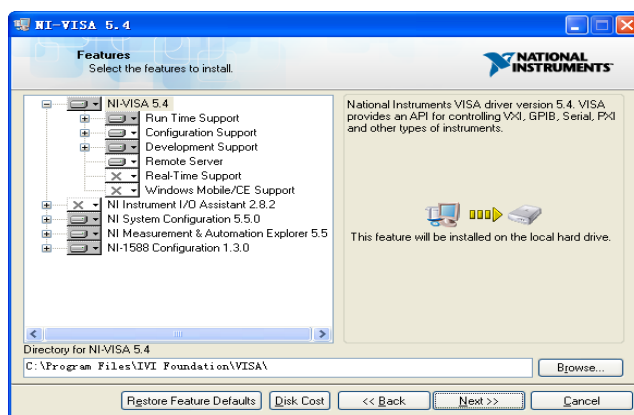 NI-VISA 5.4
Features
Select the features to install.
NATIONAL
INSTRUMENTS
NI-VISA 5.4
Run Time Support
Configuration Support
Development Support
Remote Server
Real-Time Support
Windows Mobile/CE Support
NI Instrument I/O Assistant 2.8.2
NI System Configuration 5.5.0
NI Measurement & Automation Explorer 5.5
NI-1588 Configuration 1.3.0
National Instruments VISA driver version 5.4. VISA
provides an API for controlling VXI, GPIB, Serial, PXI
and other types of instruments.
This feature will be installed on the local hard drive.
Directory for NI-VISA 5.4
C:\Program Files\IVI Foundation\VISA\
Browse...
Restore Feature Defaults
Disk Cost
<< Back
Next >>
Cancel